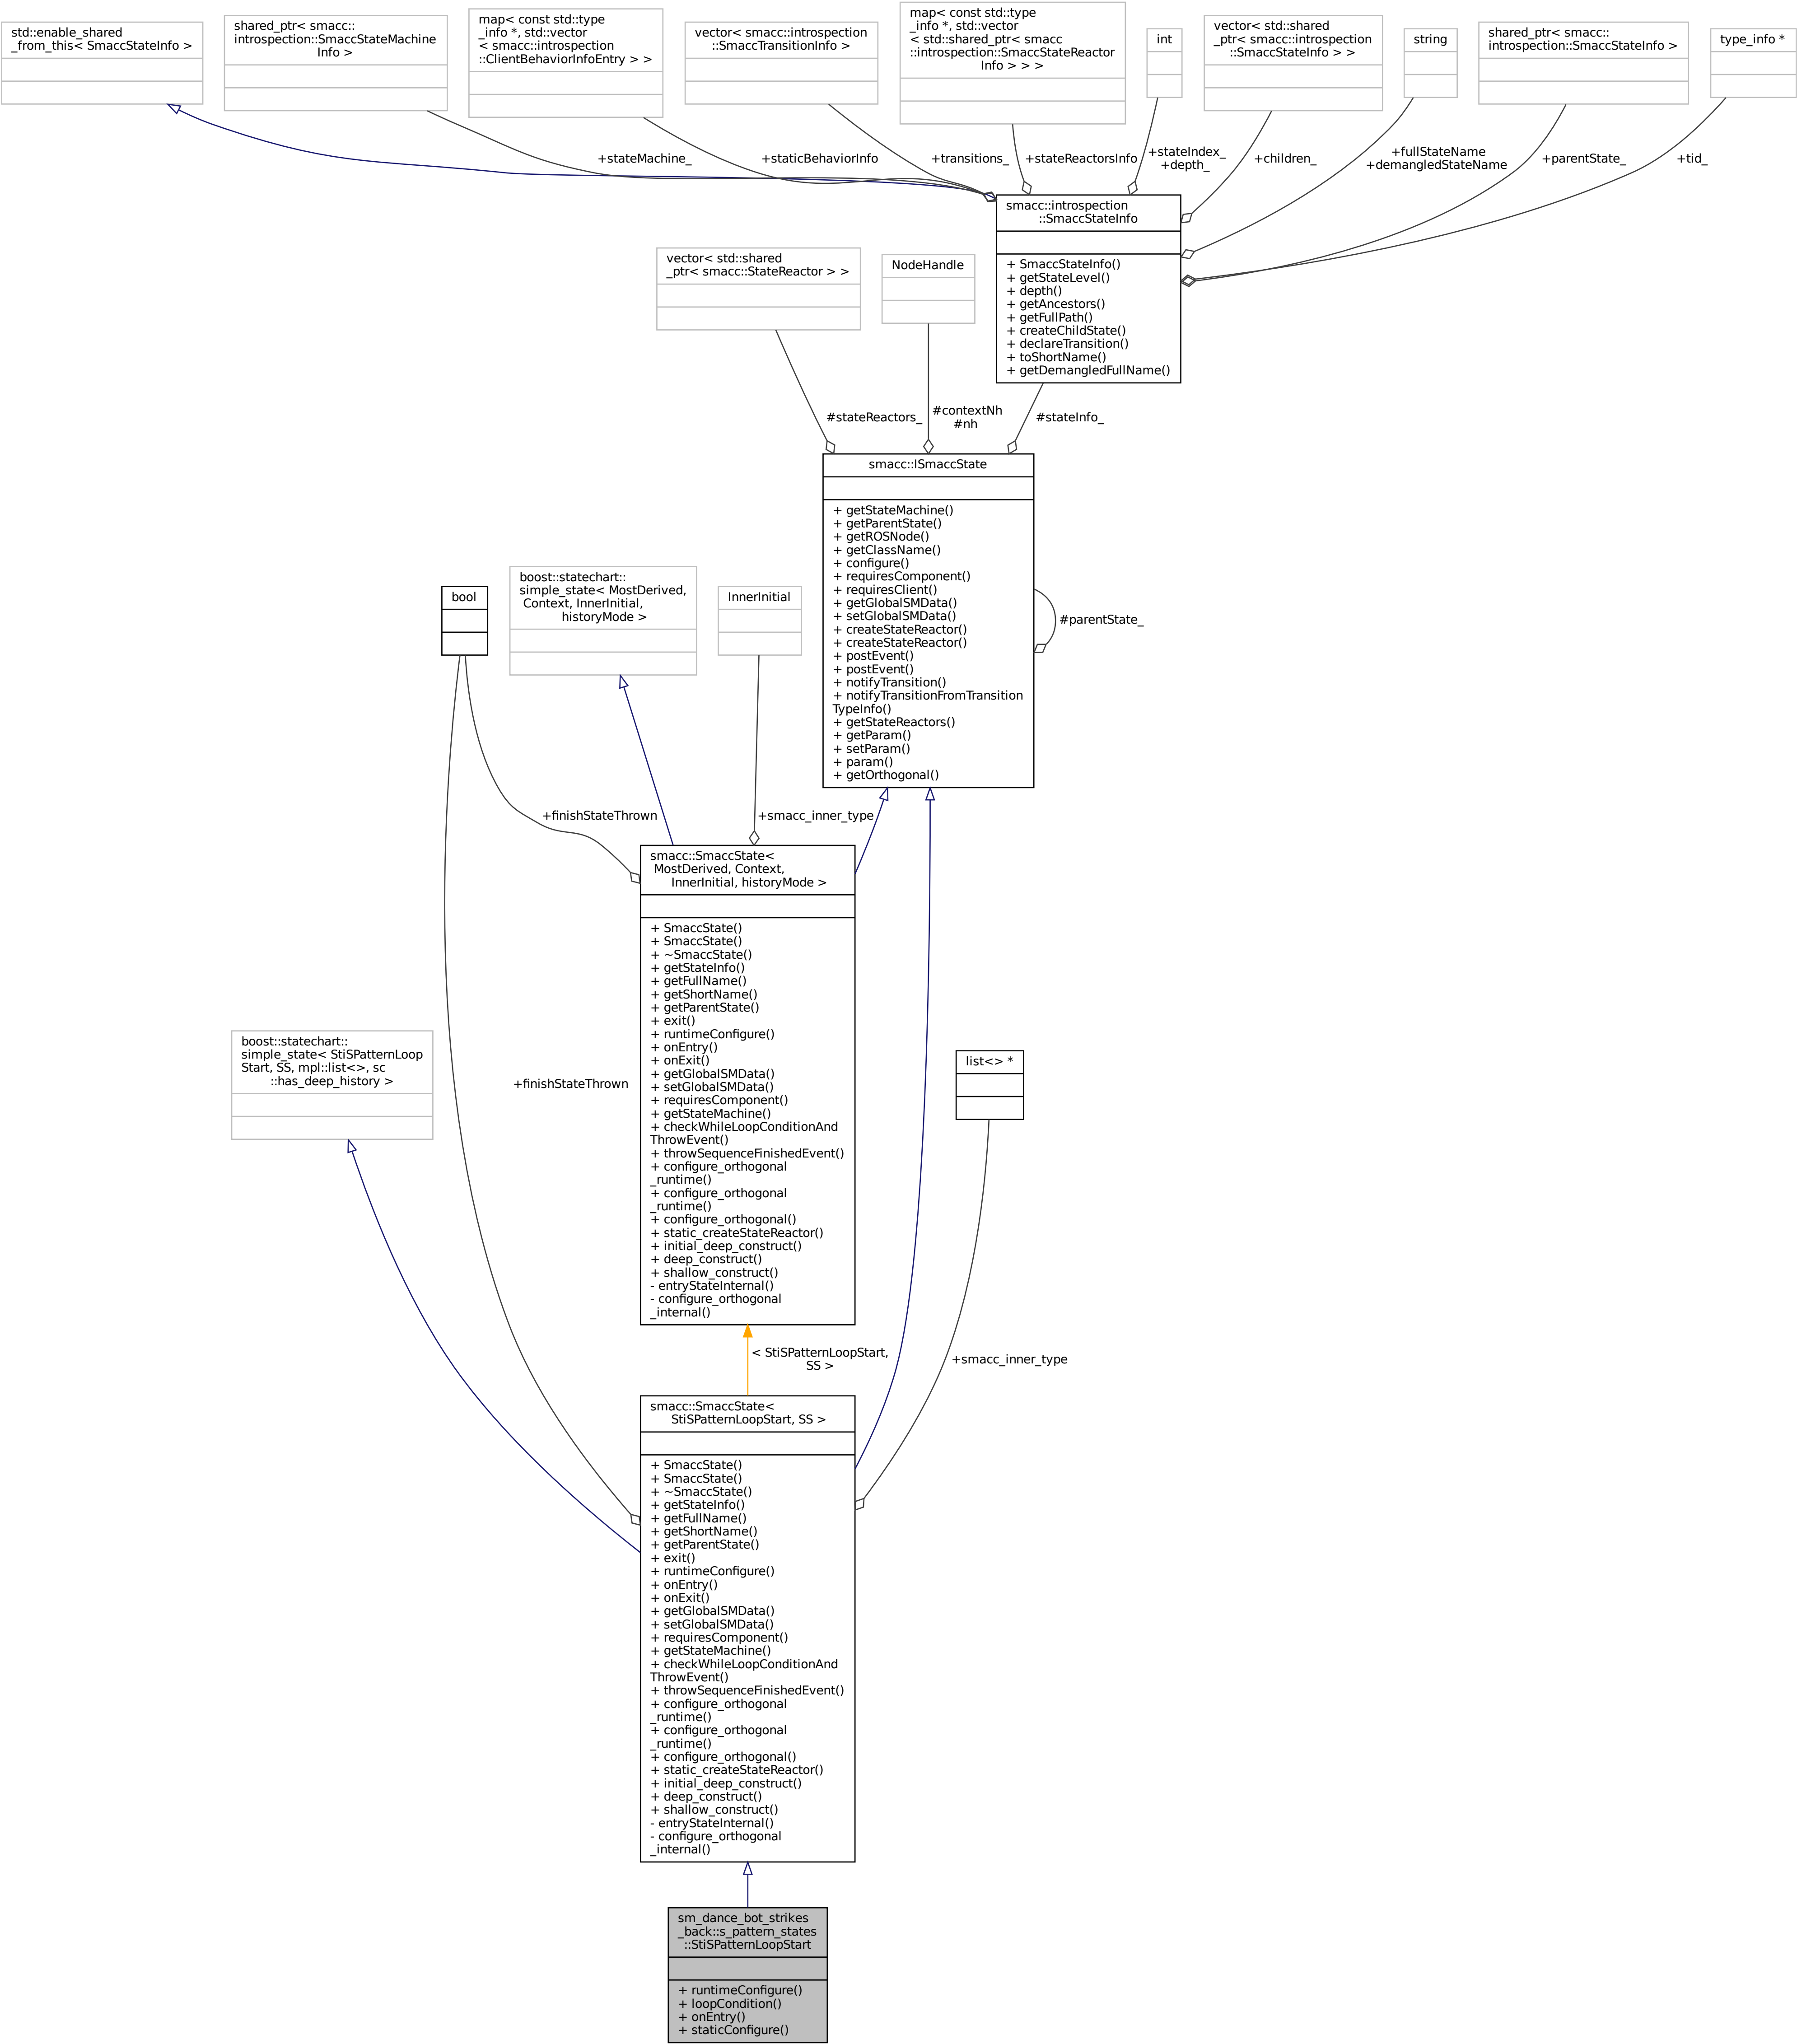 std::enable_shared
_from_this< SmaccStateInfo >
shared_ptr< smacc::
introspection::SmaccStateMachine
Info >
map< const std::type
_info *, std::vector
< smacc::introspection
::ClientBehaviorInfoEntry > >
vector< smacc::introspection
::SmaccTransitionInfo >
map< const std::type
_info *, std::vector
< std::shared_ptr< smacc
::introspection::SmaccStateReactor
Info > > >
int
vector< std::shared
_ptr< smacc::introspection
::SmaccStateInfo > >
string
shared_ptr< smacc::
introspection::SmaccStateInfo >
type_info *
+stateMachine_
+staticBehaviorInfo
+transitions_
+stateReactorsInfo
+stateIndex_
+depth_
+children_
+fullStateName
+demangledStateName
+parentState_
+tid_
smacc::introspection
::SmaccStateInfo
+ SmaccStateInfo()
+ getStateLevel()
+ depth()
+ getAncestors()
+ getFullPath()
+ createChildState()
+ declareTransition()
+ toShortName()
+ getDemangledFullName()
vector< std::shared
_ptr< smacc::StateReactor > >
NodeHandle
#stateReactors_
#contextNh
#nh
#stateInfo_
smacc::ISmaccState
+ getStateMachine()
+ getParentState()
+ getROSNode()
+ getClassName()
+ configure()
+ requiresComponent()
+ requiresClient()
+ getGlobalSMData()
+ setGlobalSMData()
+ createStateReactor()
+ createStateReactor()
+ postEvent()
+ postEvent()
+ notifyTransition()
+ notifyTransitionFromTransition
TypeInfo()
+ getStateReactors()
+ getParam()
+ setParam()
+ param()
+ getOrthogonal()
#parentState_
bool
boost::statechart::
simple_state< MostDerived,
Context, InnerInitial,
historyMode >
InnerInitial
+finishStateThrown
+smacc_inner_type
smacc::SmaccState<
MostDerived, Context,
InnerInitial, historyMode >
+ SmaccState()
+ SmaccState()
+ ~SmaccState()
+ getStateInfo()
+ getFullName()
+ getShortName()
+ getParentState()
+ exit()
+ runtimeConfigure()
+ onEntry()
+ onExit()
+ getGlobalSMData()
+ setGlobalSMData()
+ requiresComponent()
+ getStateMachine()
+ checkWhileLoopConditionAnd
ThrowEvent()
+ throwSequenceFinishedEvent()
+ configure_orthogonal
_runtime()
+ configure_orthogonal
_runtime()
+ configure_orthogonal()
+ static_createStateReactor()
+ initial_deep_construct()
+ deep_construct()
+ shallow_construct()
- entryStateInternal()
- configure_orthogonal
_internal()
boost::statechart::
simple_state< StiSPatternLoop
Start, SS, mpl::list<>, sc
::has_deep_history >
+finishStateThrown
list<> *
< StiSPatternLoopStart,
SS >
+smacc_inner_type
smacc::SmaccState<
StiSPatternLoopStart, SS >
+ SmaccState()
+ SmaccState()
+ ~SmaccState()
+ getStateInfo()
+ getFullName()
+ getShortName()
+ getParentState()
+ exit()
+ runtimeConfigure()
+ onEntry()
+ onExit()
+ getGlobalSMData()
+ setGlobalSMData()
+ requiresComponent()
+ getStateMachine()
+ checkWhileLoopConditionAnd
ThrowEvent()
+ throwSequenceFinishedEvent()
+ configure_orthogonal
_runtime()
+ configure_orthogonal
_runtime()
+ configure_orthogonal()
+ static_createStateReactor()
+ initial_deep_construct()
+ deep_construct()
+ shallow_construct()
- entryStateInternal()
- configure_orthogonal
_internal()
sm_dance_bot_strikes
_back::s_pattern_states
::StiSPatternLoopStart
+ runtimeConfigure()
+ loopCondition()
+ onEntry()
+ staticConfigure()